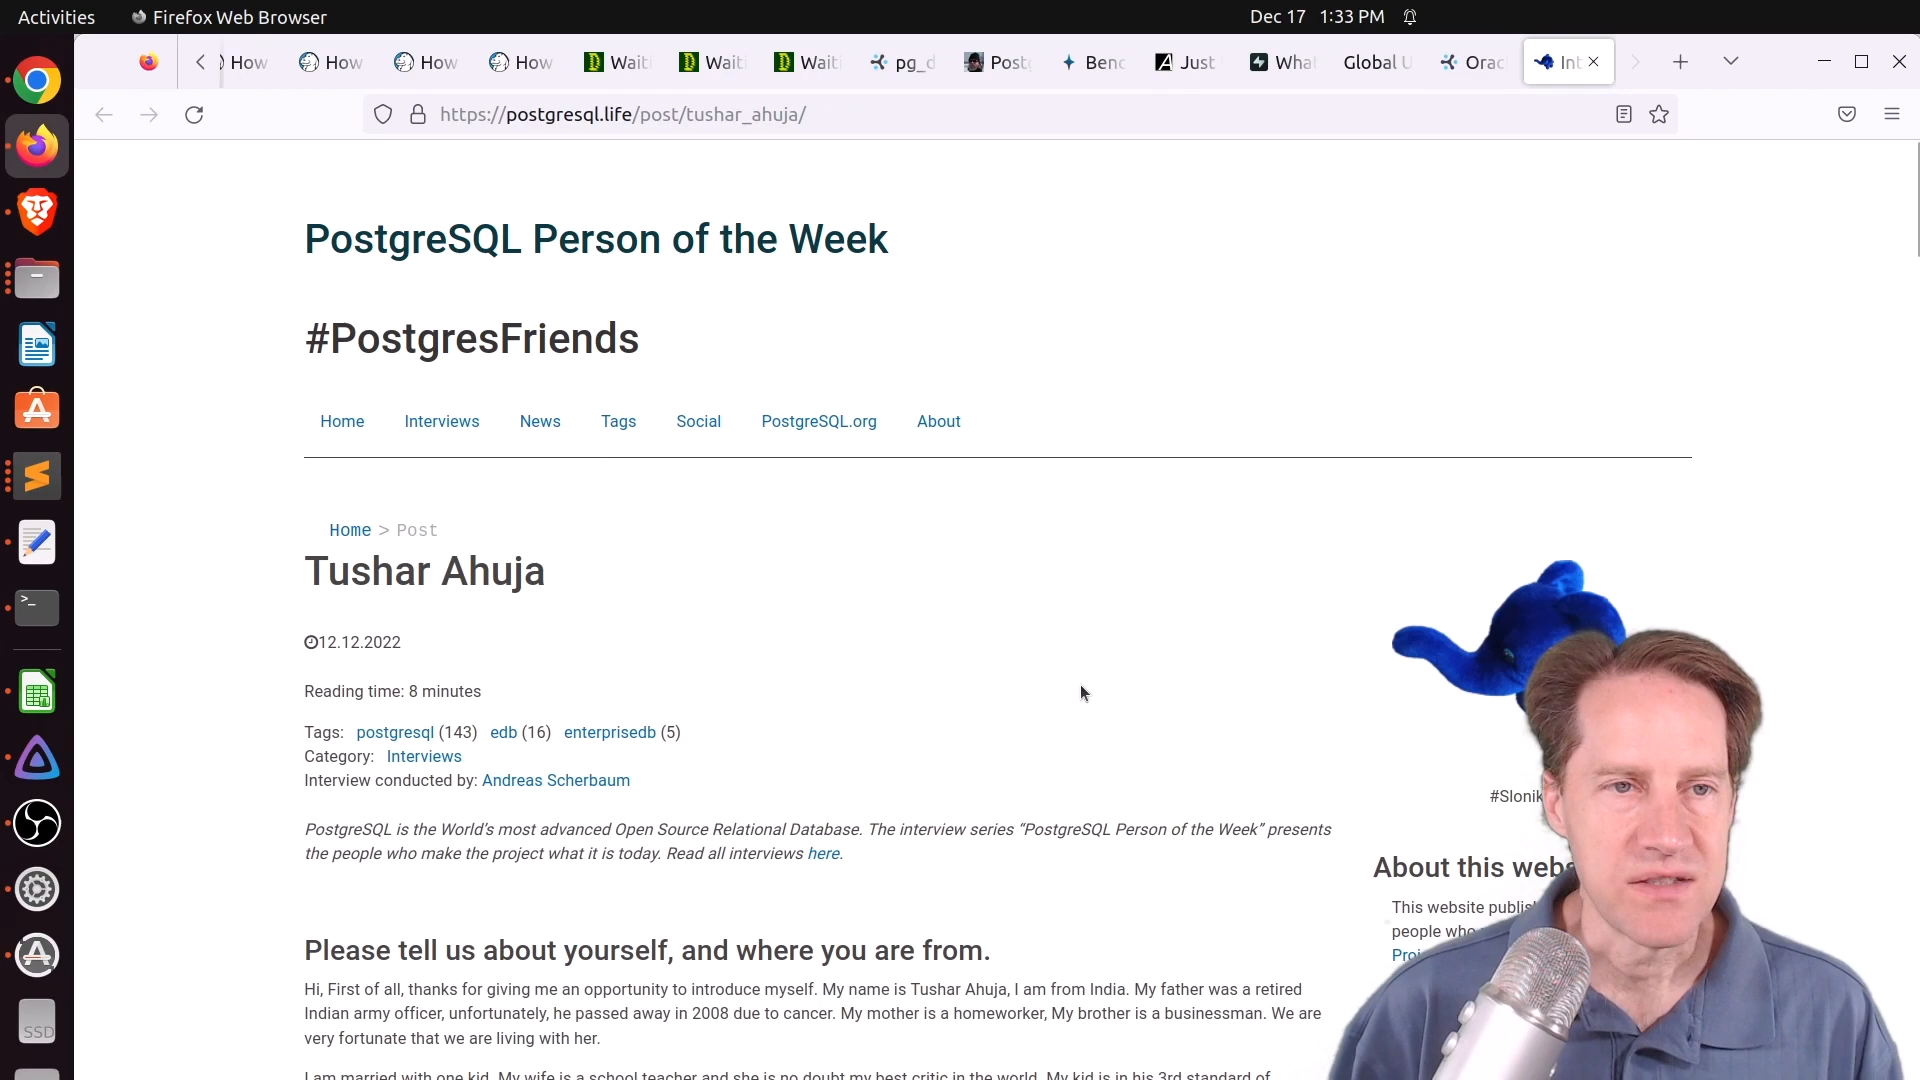 Activities
Firefox Web Browser
Dec 17 1:33 PM
How
How
How
How
Wait
Wait
Wait
pg_d
Postg
Benc
Just
What
Global U
Orac
Int
https://postgresql.life/post/tushar_ahuja/
PostgreSQL Person of the Week
#PostgresFriends
Home Interviews News Tags Social PostgreSQL.org About
Home > Post
Tushar Ahuja
12.12.2022
Reading time: 8 minutes
Tags: postgresql (143) edb (16) enterprisedb (5)
Category: Interviews
Interview conducted by: Andreas Scherbaum
PostgreSQL is the World's most advanced Open Source Relational Database. The interview series “PostgreSQL Person of the Week” presents
the people who make the project what it is today. Read all interviews here.
Please tell us about yourself, and where you are from.
Hi, First of all, thanks for giving me an opportunity to introduce myself. My name is Tushar Ahuja, I am from India. My father was a retired
Indian army officer, unfortunately, he passed away in 2008 due to cancer. My mother is a homeworker, My brother is a businessman. We are
very fortunate that we are living with her.
I am married with one kid. My wife is a school teacher and she is no doubt my best critic in the world. My kid is in his 3rd standard of
#Slonik
About this webs
This website publis
people who
Proj
SSD